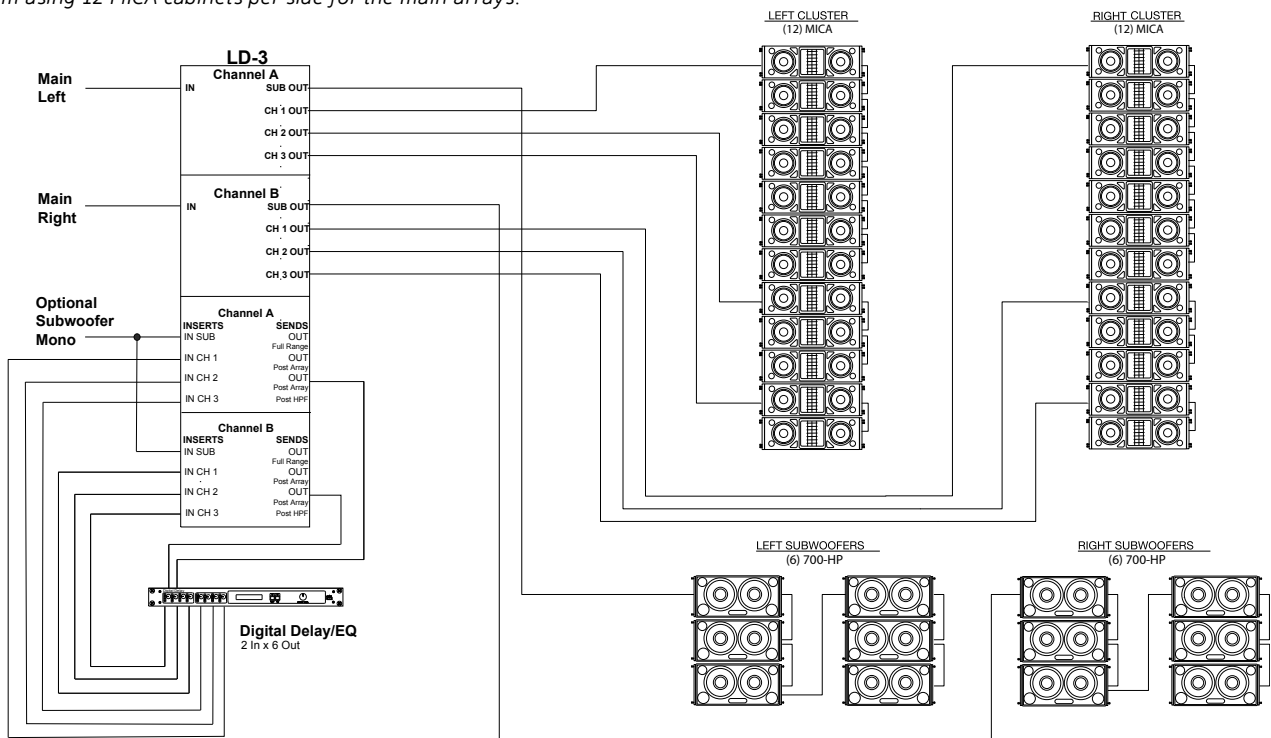 m using 12 MICA cabinets per side for the main arrays.
LEFT CLUSTER
(12) MICA
RIGHT CLUSTER
(12) MICA
LD-3
Main
Left
Channel A
IN
SUB OUT
CH 1 OUT
CH 2 OUT
CH 3 OUT
Main
Right
Channel B
IN
SUB OUT
CH 1 OUT
CH 2 OUT
CH 3 OUT
Optional
Subwoofer
Mono
Channel A
INSERTS SENDS
IN SUB OUT
Full Range
IN CH 1 OUT
Post Array
IN CH 2 OUT
Post Array
IN CH 3 Post HPF
Channel B
INSERTS SENDS
IN SUB OUT
Full Range
IN CH 1 OUT
Post Array
IN CH 2 OUT
Post Array
IN CH 3 Post HPF
Digital Delay/EQ
2 In x 6 Out
LEFT SUBWOOFERS
(6) 700-HP
RIGHT SUBWOOFERS
(6) 700-HP